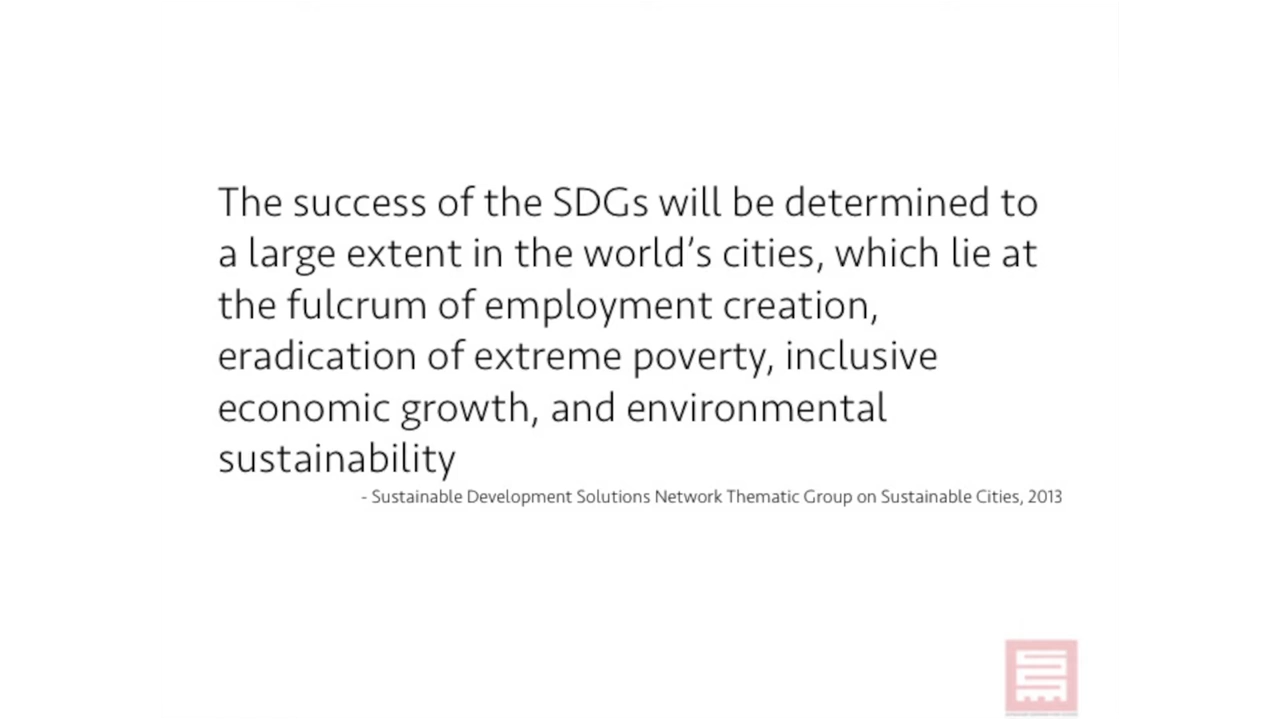 The success of the SDGs will be determined to
a large extent in the world's cities, which lie at
the fulcrum of employment creation,
eradication of extreme poverty, inclusive
economic growth, and environmental
sustainability
- Sustainable Development Solutions Network Thematic Group on Sustainable Cities, 2013